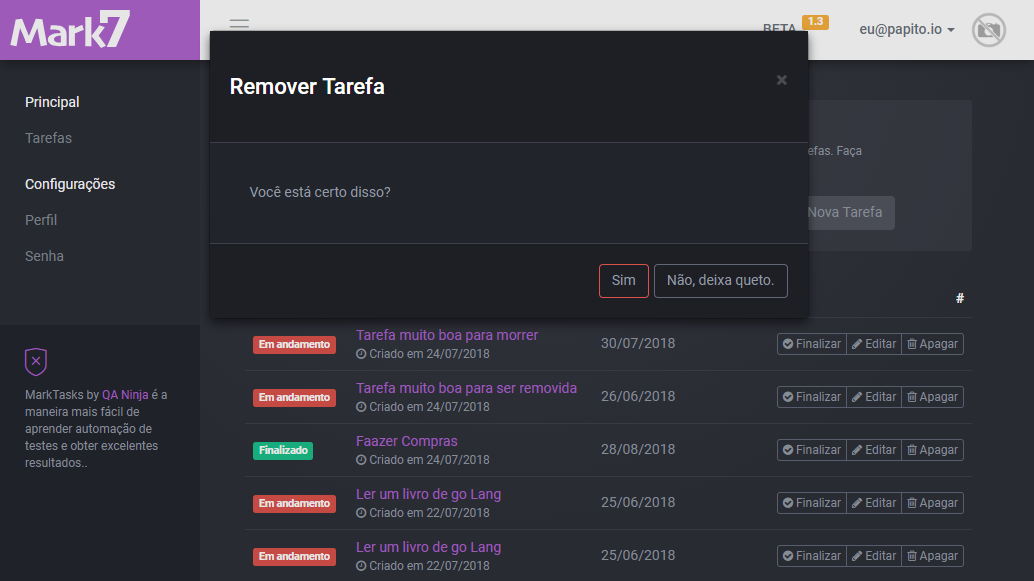 Mark7
BETA 1.3
eu@papito.io
Principal
Tarefas
Configurações
Perfil
Senha
MarkTasks by QA Ninja é a
maneira mais fácil de
aprender automação de
testes e obter excelentes
resultados..
Remover Tarefa
×
Você está certo disso?
Sim
Não, deixa queto.
efas. Faça
Nova Tarefa
#
Em andamento
Tarefa muito boa para morrer
Criado em 24/07/2018
30/07/2018
Finalizar Editar Apagar
Em andamento
Tarefa muito boa para ser removida
Criado em 24/07/2018
26/06/2018
Finalizar Editar Apagar
Finalizado
Faazer Compras
Criado em 24/07/2018
28/08/2018
Finalizar Editar Apagar
Em andamento
Ler um livro de go Lang
Criado em 22/07/2018
25/06/2018
Finalizar Editar Apagar
Em andamento
Ler um livro de go Lang
Criado em 22/07/2018
25/06/2018
Finalizar Editar Apagar